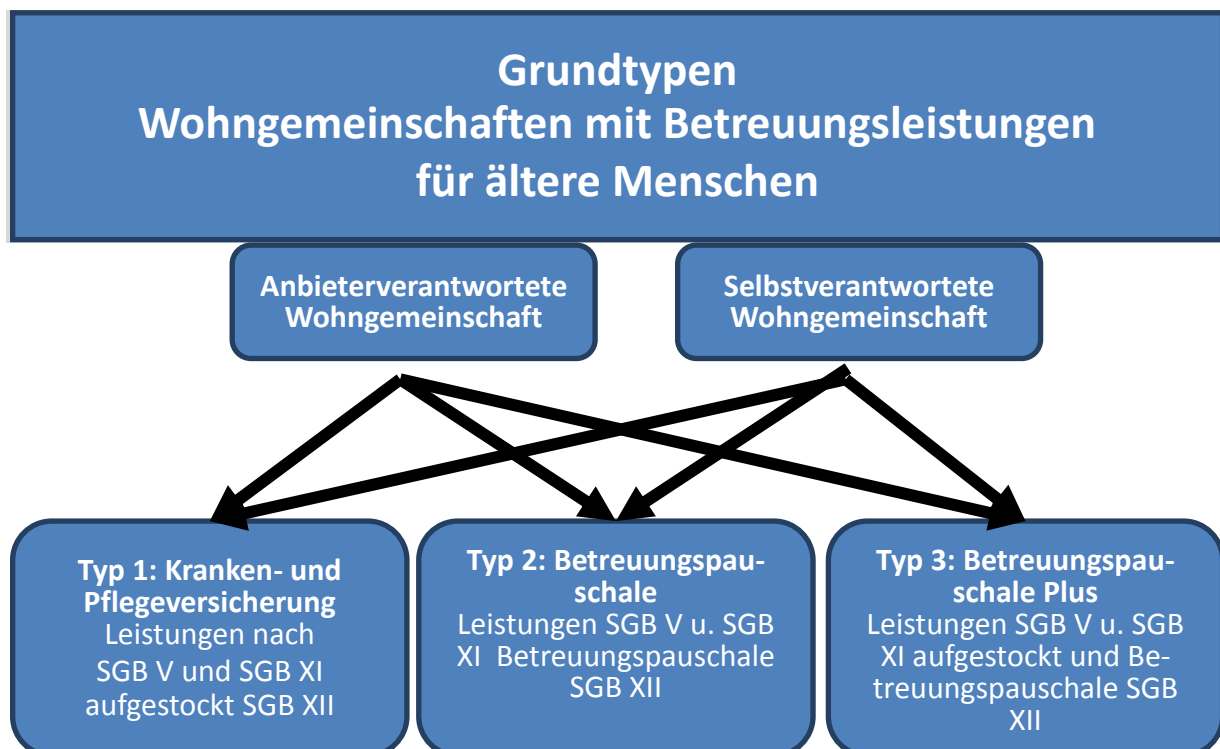 Grundtypen
Wohngemeinschaften mit Betreuungsleistungen
für ältere Menschen
Anbieterverantwortete
Wohngemeinschaft
Selbstverantwortete
Wohngemeinschaft
Typ 1: Kranken- und
Pflegeversicherung
Leistungen nach
SGB V und SGB XI
aufgestockt SGB XII
Typ 2: Betreuungspau-
schale
Leistungen SGB V u. SGB
XI  Betreuungspauschale
SGB XII
Typ 3: Betreuungspau-
schale Plus
Leistungen SGB V u. SGB
XI aufgestockt und Be-
treuungspauschale SGB
XII